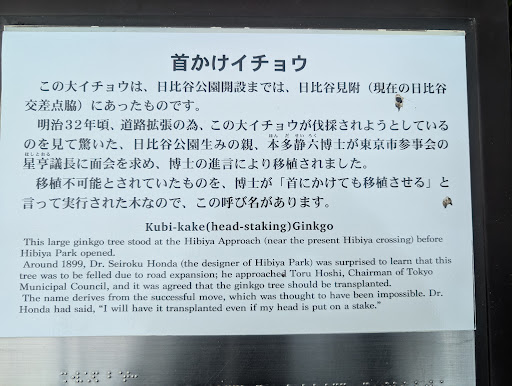 首かけイチョウ
この大イチョウは、日比谷公園開設までは、日比谷見附（現在の日比谷
交差点脇）にあったものです。
明治３２年頃、道路拡張の為、この大イチョウが伐採されようとしている
のを見て驚いた、日比谷公園生みの親、本多静六博士が東京市参事会の
星亨議長に面会を求め、博士の進言により移植されました。
移植不可能とされていたものを、博士が「首にかけても移植させる」と
言って実行された木なので、この呼び名があります。
Kubi-kake(head-staking)Ginkgo
This large ginkgo tree stood at the Hibiya Approach (near the present Hibiya crossing) before
Hibiya Park opened.
Around 1899, Dr. Seiroku Honda (the designer of Hibiya Park) was surprised to learn that this
tree was to be felled due to road expansion; he approached Toru Hoshi, Chairman of Tokyo
Municipal Council, and it was agreed that the ginkgo tree should be transplanted.
The name derives from the successful move, which was thought to have been impossible. Dr.
Honda had said, “I will have it transplanted even if my head is put on a stake.”